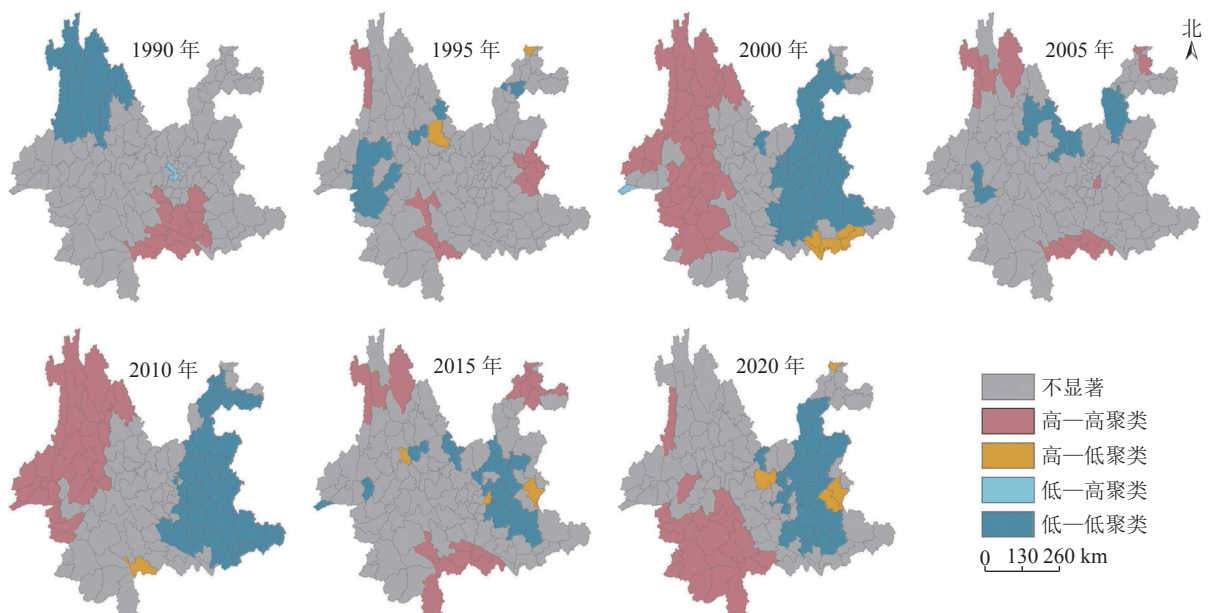 1990 年
1995 年
2000 年
2005 年
北
2010 年
2015 年
2020 年
不显著
高—高聚类
高—低聚类
低—高聚类
低—低聚类
0 130 260 km